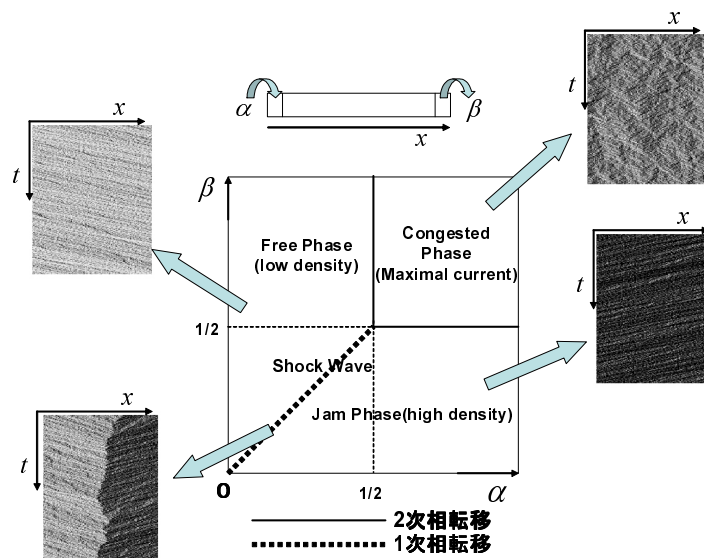 x
t
α
β
x
x
t
β
Free Phase
(low density)
Congested
Phase
(Maximal current)
x
t
1/2
Shock Wave
Jam Phase(high density)
x
t
0
1/2
α
2次相転移
1次相転移